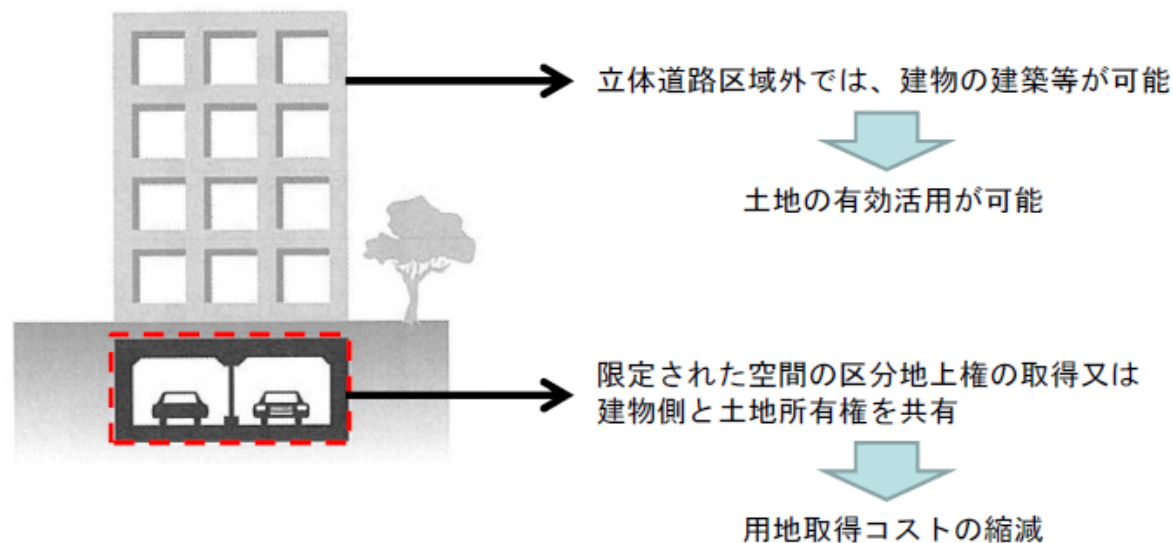 立体道路区域外では、建物の建築等が可能
土地の有効活用が可能
限定された空間の区分地上権の取得又は
建物側と土地所有権を共有
用地取得コストの縮減